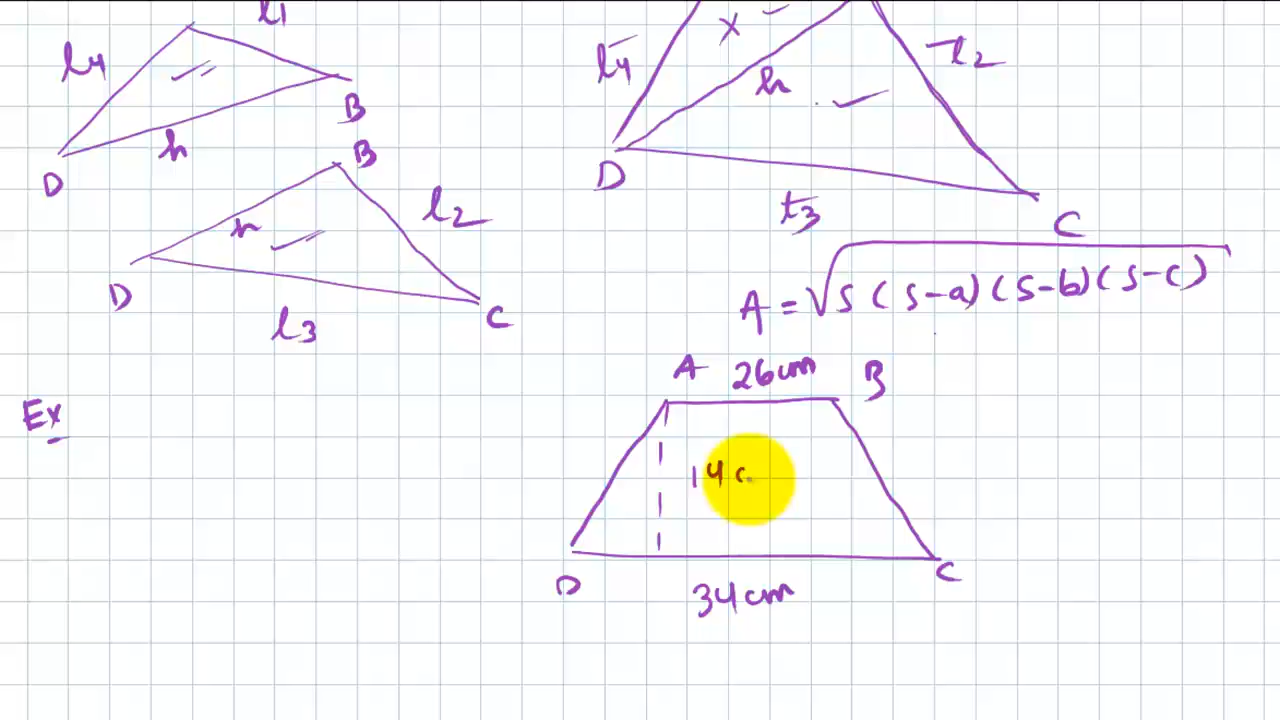 l1
l4
B
h
D
B
l2
h
D
l3
C
x
l4
l2
h
D
l3
C
A = √s(s-a)(s-b)(s-c)
Ex
A 26cm B
14c
D
C
34cm